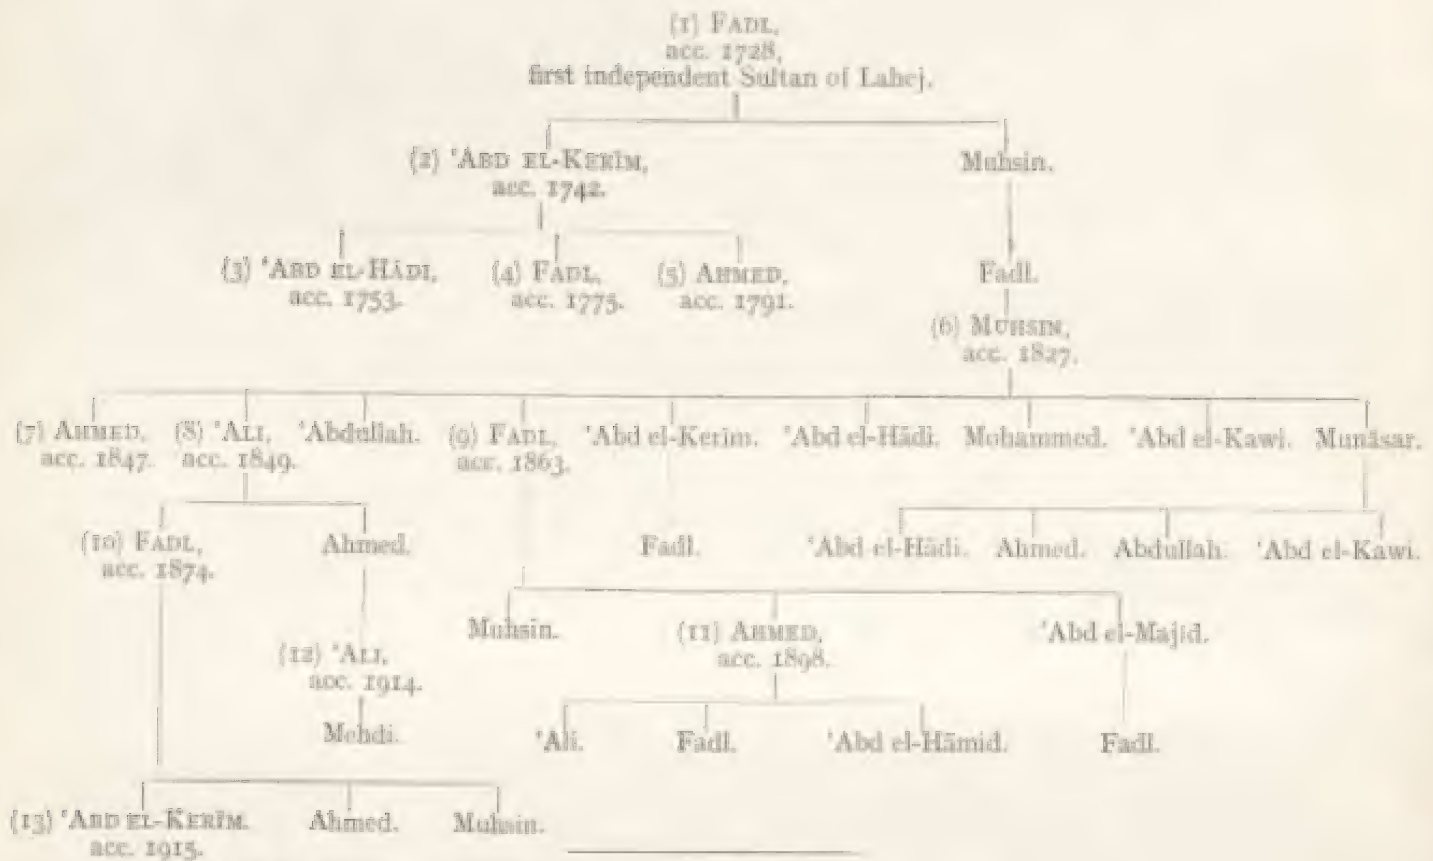 (1) FADL,
acc. 1728,
first independent Sultan of Lahej.
(2) ‘ABD EL-KERĪM,
acc. 1742.
Muhsin.
(3) ‘ABD EL-HĀDI,
acc. 1753.
(4) FADL,
acc. 1775.
(5) AHMED,
acc. 1791.
Fadl.
(6) MUHSIN,
acc. 1827.
(7) AHMED,
acc. 1847.
(8) ‘ALI,
acc. 1849.
‘Abdullah.
(9) FADL,
acc. 1863.
‘Abd el-Kerīm.
‘Abd el-Hādi.
Mohammed.
‘Abd el-Kawi.
Munāsar.
(10) FADL,
acc. 1874.
Ahmed.
Fadl.
‘Abd el-Hādi.
Ahmed.
Abdullah.
‘Abd el-Kawi.
Muhsin.
(11) AHMED,
acc. 1898.
‘Abd el-Majid.
(12) ‘ALI,
acc. 1914.
Mehdi.
‘Ali.
Fadl.
‘Abd el-Hāmid.
Fadl.
(13) ‘ABD EL-KERĪM.
acc. 1915.
Ahmed.
Muhsin.